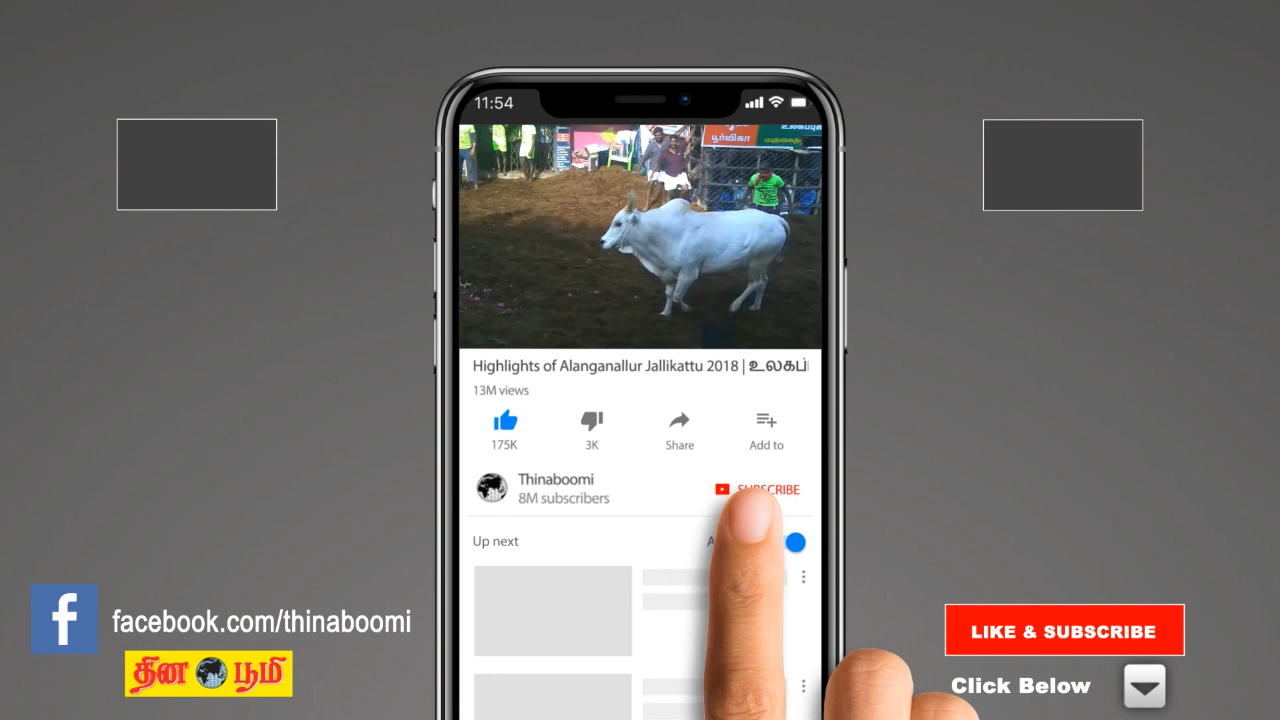 11:54
பூர்விகா
Highlights of Alanganallur Jallikattu 2018 | உலகப்
13M views
175K
3K
Share
Add to
Thinaboomi
8M subscribers
SUBSCRIBE
Up next
facebook.com/thinaboomi
தின பூமி
LIKE & SUBSCRIBE
Click Below